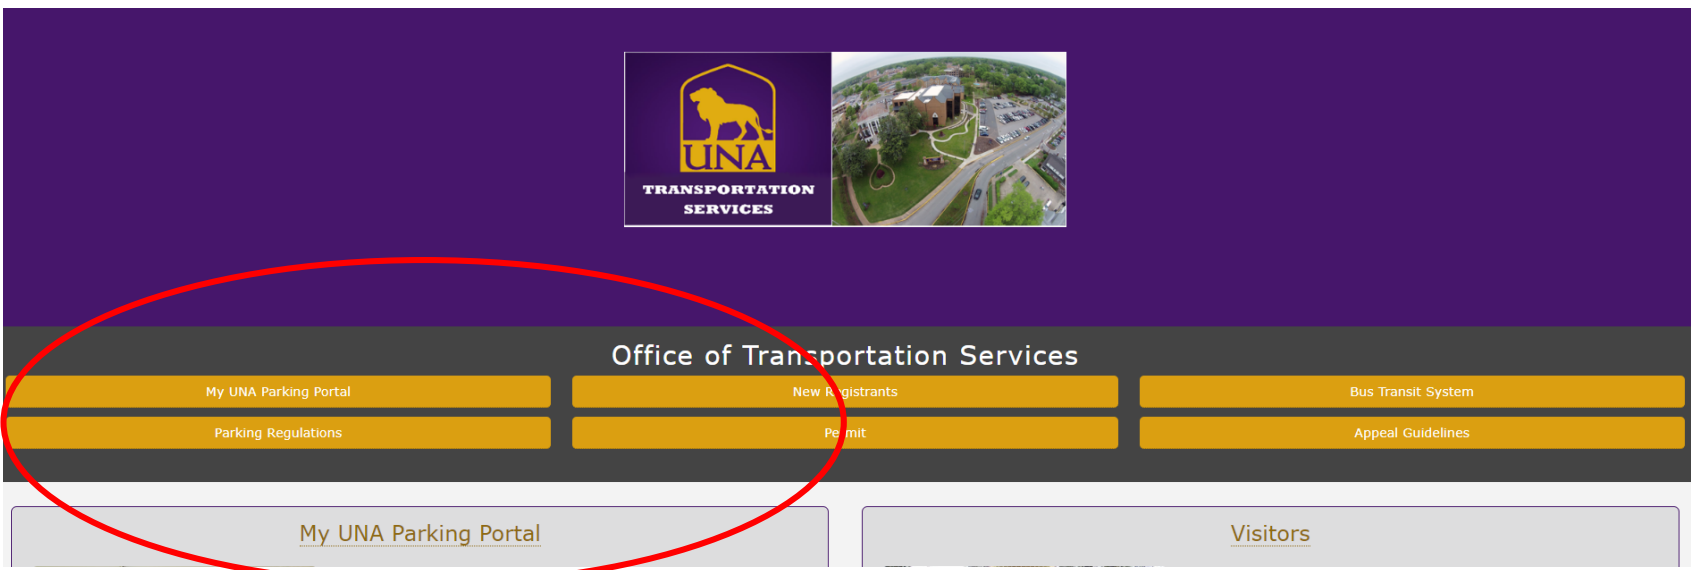 UNA
TRANSPORTATION
SERVICES
Office of Transportation Services
My UNA Parking Portal
New Registrants
Bus Transit System
Parking Regulations
Permit
Appeal Guidelines
My UNA Parking Portal
Visitors